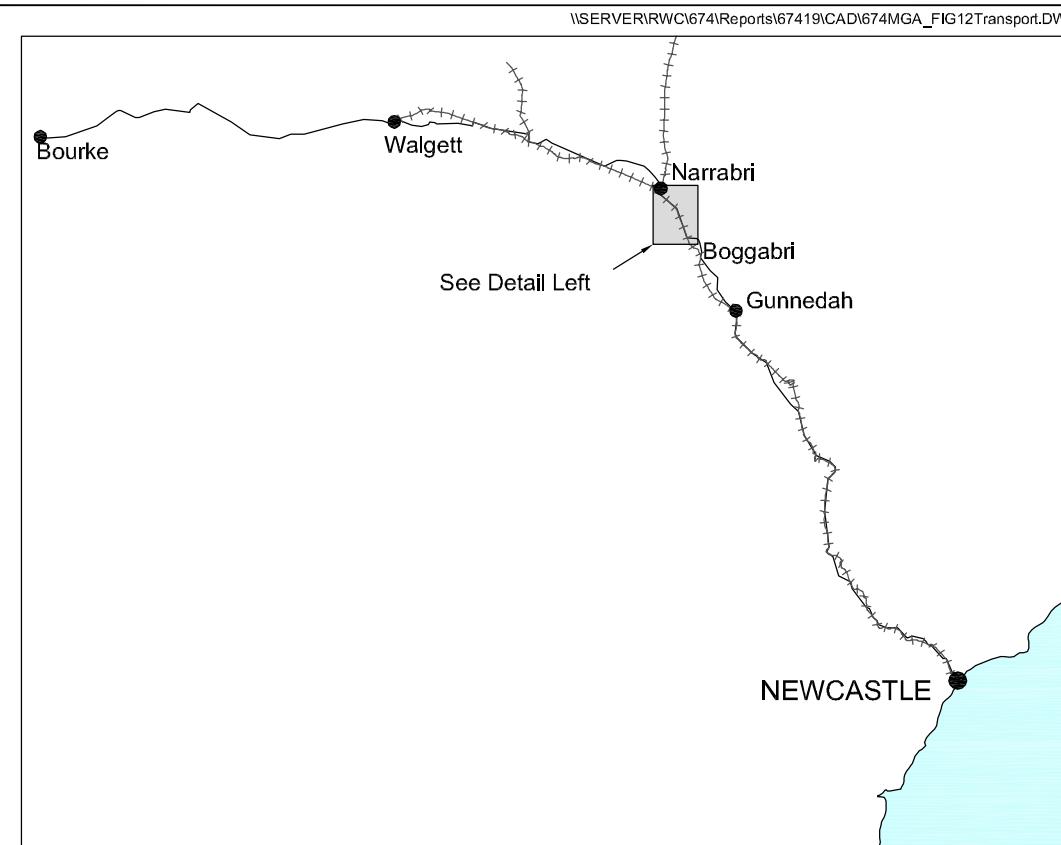 \\SERVER\RWC\674\Reports\67419\CAD\674MGA_FIG12Transport.DW
Bourke
Walgett
Narrabri
Boggabri
See Detail Left
Gunnedah
NEWCASTLE